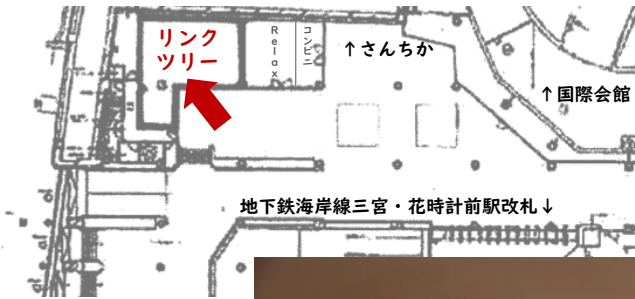 リンク
ツリー
Relax
コンビニ
↑さんちか
↑国際会館
地下鉄海岸線三宮・花時計前駅改札↓